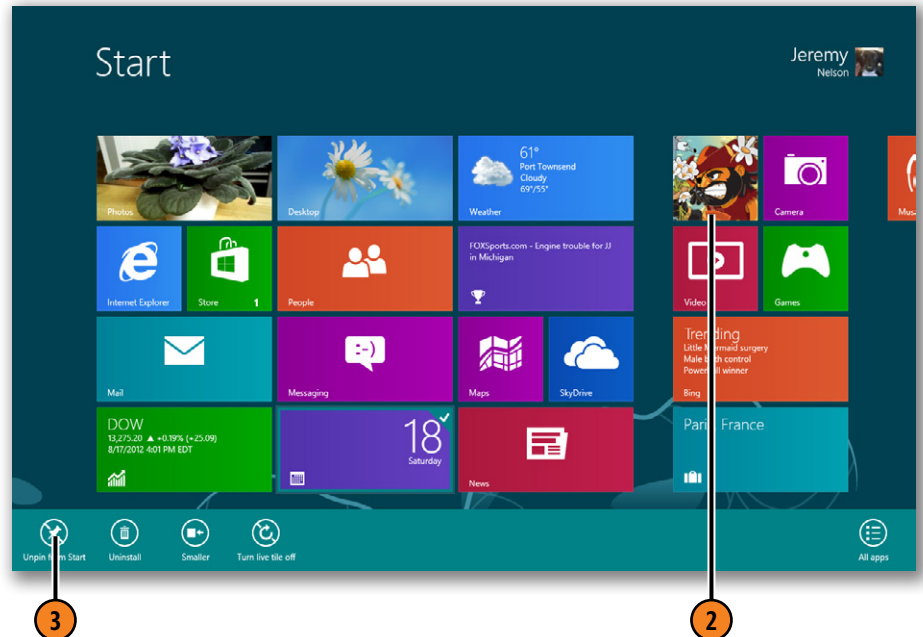 Start
Jeremy
Nelson
Photos
Desktop
61°
Port Townsend
Cloudy
69°/55°
Weather
Camera
Internet Explorer
Store
1
People
FOXSports.com - Engine trouble for JJ
in Michigan
Video
Games
Mail
:-)
Messaging
Maps
SkyDrive
Trending
Little Mermaid surgery
Male birth control
Powerball winner
Bing
DOW
13,275.20 ▲ +0.19% (+25.09)
8/17/2012 4:01 PM EDT
18
Saturday
News
Paris, France
Unpin from Start
Uninstall
Smaller
Turn live tile off
All apps
3
2